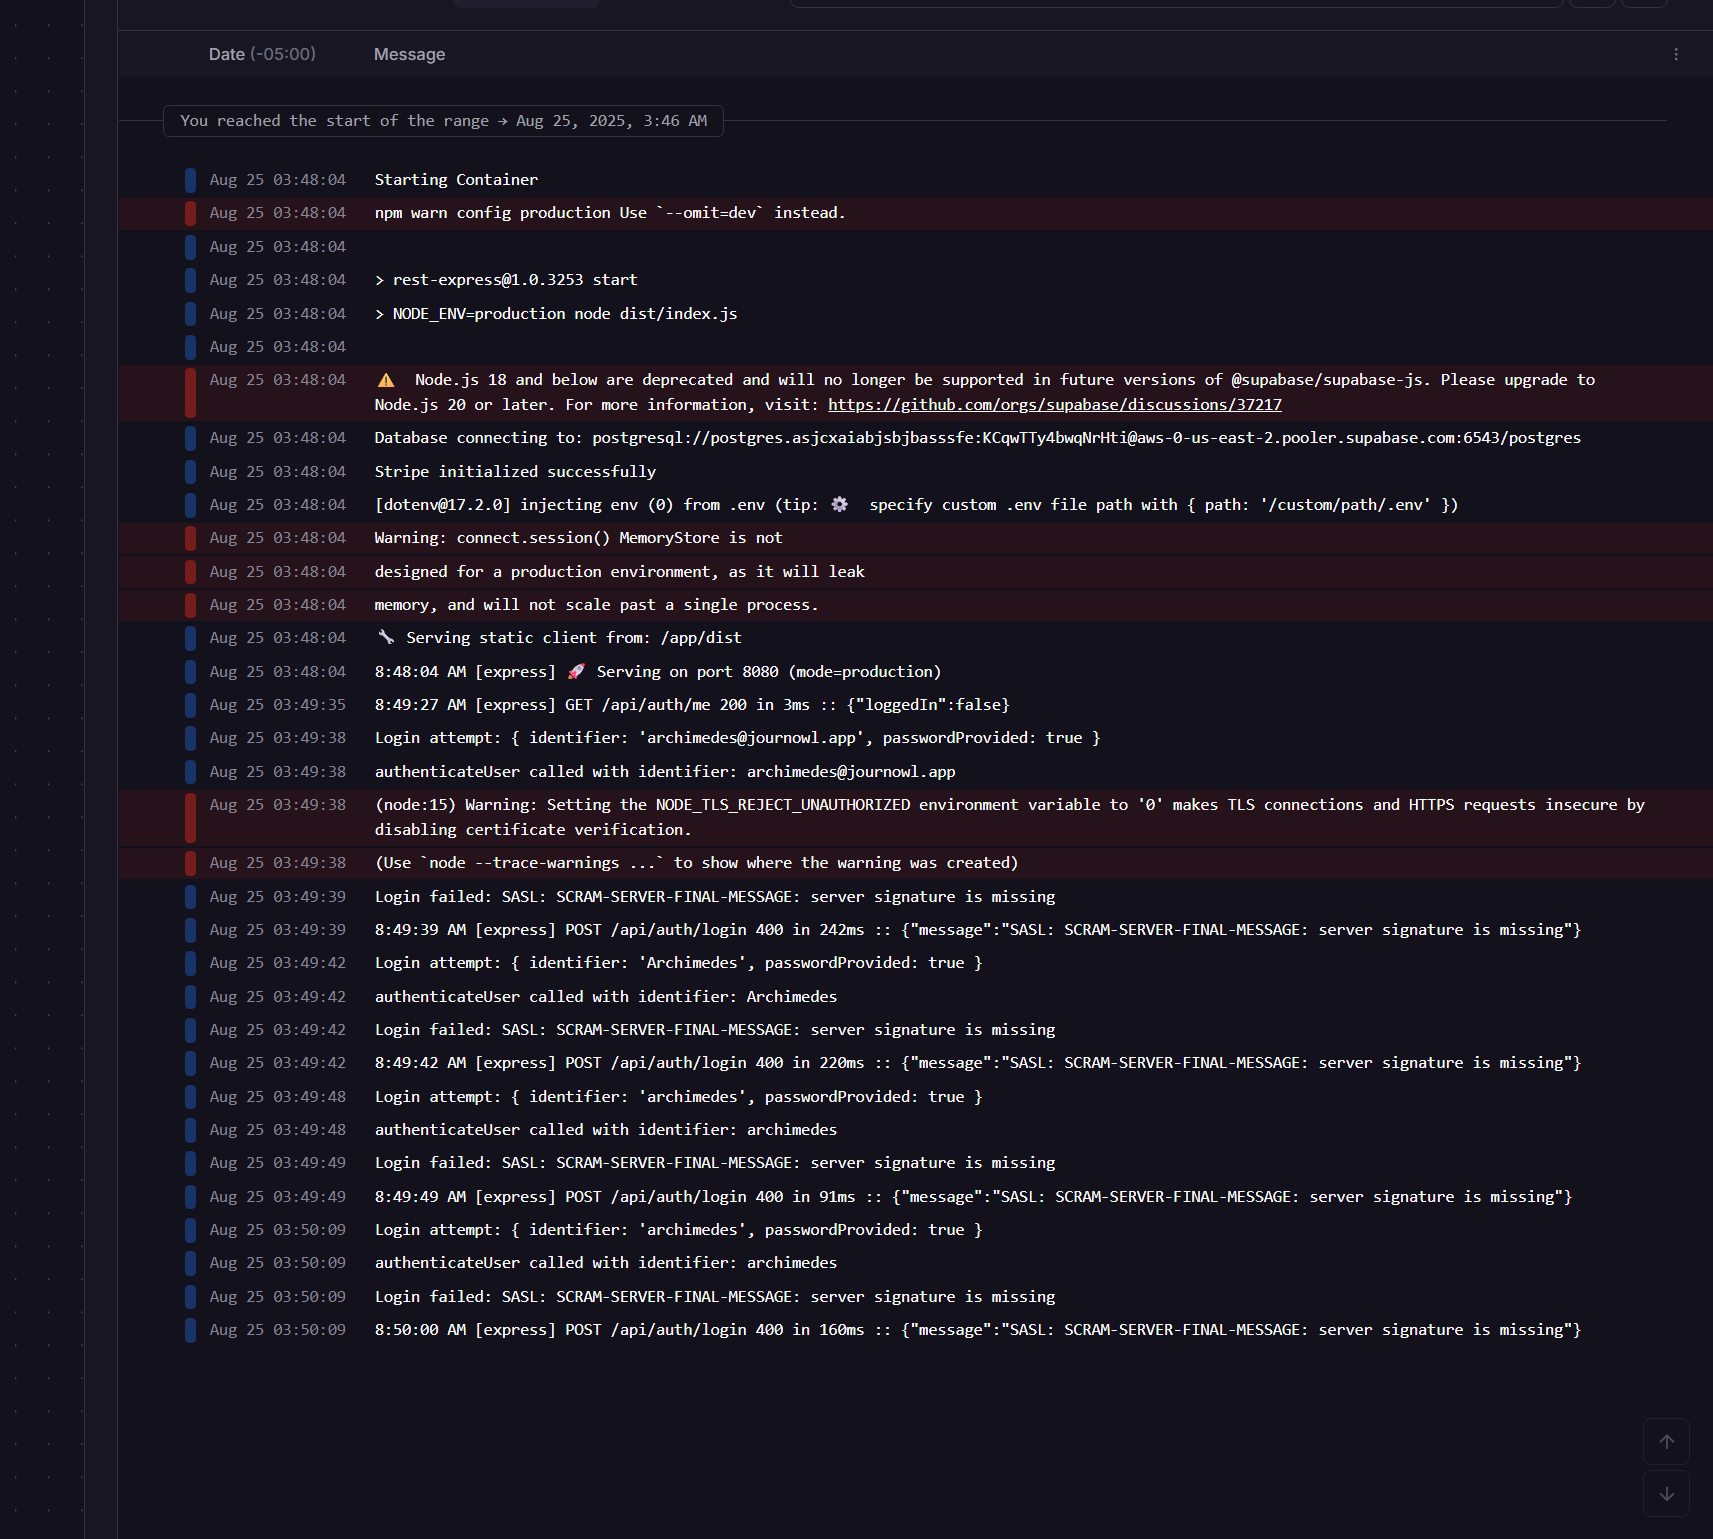 Date (-05:00) Message
You reached the start of the range → Aug 25, 2025, 3:46 AM
Aug 25 03:48:04 Starting Container
Aug 25 03:48:04 npm warn config production Use `--omit=dev` instead.
Aug 25 03:48:04
Aug 25 03:48:04 > rest-express@1.0.3253 start
Aug 25 03:48:04 > NODE_ENV=production node dist/index.js
Aug 25 03:48:04
Aug 25 03:48:04 ⚠️ Node.js 18 and below are deprecated and will no longer be supported in future versions of @supabase/supabase-js. Please upgrade to
Node.js 20 or later. For more information, visit: https://github.com/orgs/supabase/discussions/37217
Aug 25 03:48:04 Database connecting to: postgresql://postgres.asjcxaiabjsbjbasssfe:KCqwTTy4bwqNrHti@aws-0-us-east-2.pooler.supabase.com:6543/postgres
Aug 25 03:48:04 Stripe initialized successfully
Aug 25 03:48:04 [dotenv@17.2.0] injecting env (0) from .env (tip: ⚙️ specify custom .env file path with { path: '/custom/path/.env' })
Aug 25 03:48:04 Warning: connect.session() MemoryStore is not
Aug 25 03:48:04 designed for a production environment, as it will leak
Aug 25 03:48:04 memory, and will not scale past a single process.
Aug 25 03:48:04 🔧 Serving static client from: /app/dist
Aug 25 03:48:04 8:48:04 AM [express] 🚀 Serving on port 8080 (mode=production)
Aug 25 03:49:35 8:49:27 AM [express] GET /api/auth/me 200 in 3ms :: {"loggedIn":false}
Aug 25 03:49:38 Login attempt: { identifier: 'archimedes@journowl.app', passwordProvided: true }
Aug 25 03:49:38 authenticateUser called with identifier: archimedes@journowl.app
Aug 25 03:49:38 (node:15) Warning: Setting the NODE_TLS_REJECT_UNAUTHORIZED environment variable to '0' makes TLS connections and HTTPS requests insecure by
disabling certificate verification.
Aug 25 03:49:38 (Use `node --trace-warnings ...` to show where the warning was created)
Aug 25 03:49:39 Login failed: SASL: SCRAM-SERVER-FINAL-MESSAGE: server signature is missing
Aug 25 03:49:39 8:49:39 AM [express] POST /api/auth/login 400 in 242ms :: {"message":"SASL: SCRAM-SERVER-FINAL-MESSAGE: server signature is missing"}
Aug 25 03:49:42 Login attempt: { identifier: 'Archimedes', passwordProvided: true }
Aug 25 03:49:42 authenticateUser called with identifier: Archimedes
Aug 25 03:49:42 Login failed: SASL: SCRAM-SERVER-FINAL-MESSAGE: server signature is missing
Aug 25 03:49:42 8:49:42 AM [express] POST /api/auth/login 400 in 220ms :: {"message":"SASL: SCRAM-SERVER-FINAL-MESSAGE: server signature is missing"}
Aug 25 03:49:48 Login attempt: { identifier: 'archimedes', passwordProvided: true }
Aug 25 03:49:48 authenticateUser called with identifier: archimedes
Aug 25 03:49:49 Login failed: SASL: SCRAM-SERVER-FINAL-MESSAGE: server signature is missing
Aug 25 03:49:49 8:49:49 AM [express] POST /api/auth/login 400 in 91ms :: {"message":"SASL: SCRAM-SERVER-FINAL-MESSAGE: server signature is missing"}
Aug 25 03:50:09 Login attempt: { identifier: 'archimedes', passwordProvided: true }
Aug 25 03:50:09 authenticateUser called with identifier: archimedes
Aug 25 03:50:09 Login failed: SASL: SCRAM-SERVER-FINAL-MESSAGE: server signature is missing
Aug 25 03:50:09 8:50:00 AM [express] POST /api/auth/login 400 in 160ms :: {"message":"SASL: SCRAM-SERVER-FINAL-MESSAGE: server signature is missing"}